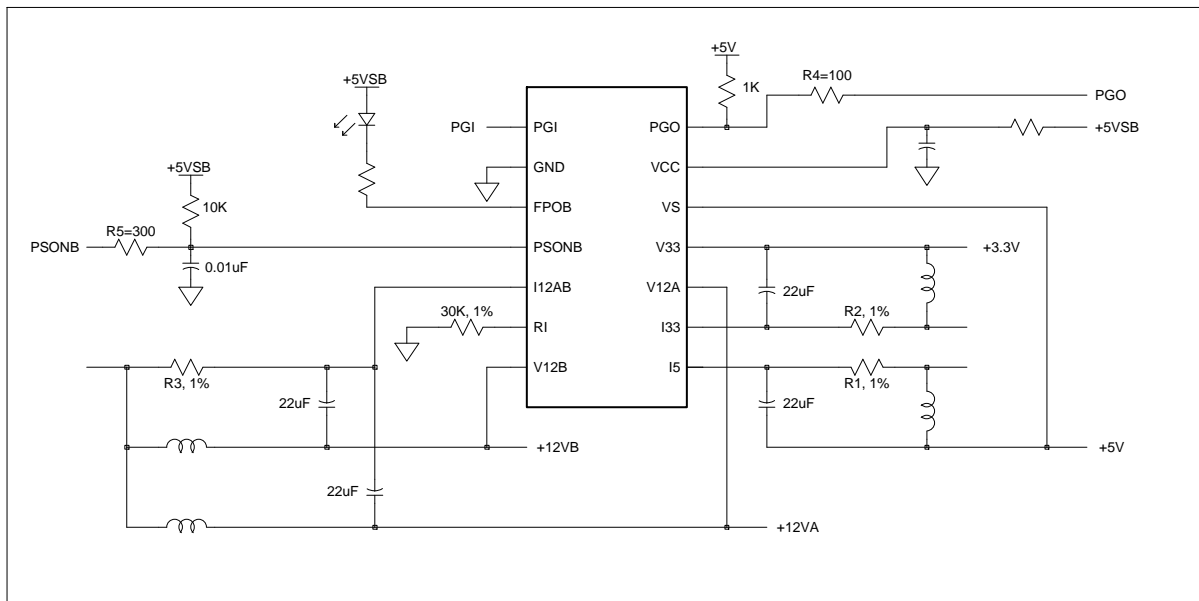 +5V
R4=100
+5VSB
1K
PGO
PGI
PGI
PGO
+5VSB
+5VSB
GND
VCC
10K
FPOB
VS
R5=300
PSONB
PSONB
V33
+3.3V
0.01uF
I12AB
V12A
22uF
30K, 1%
RI
I33
R2, 1%
V12B
I5
R3, 1%
R1, 1%
22uF
22uF
+12VB
+5V
22uF
+12VA